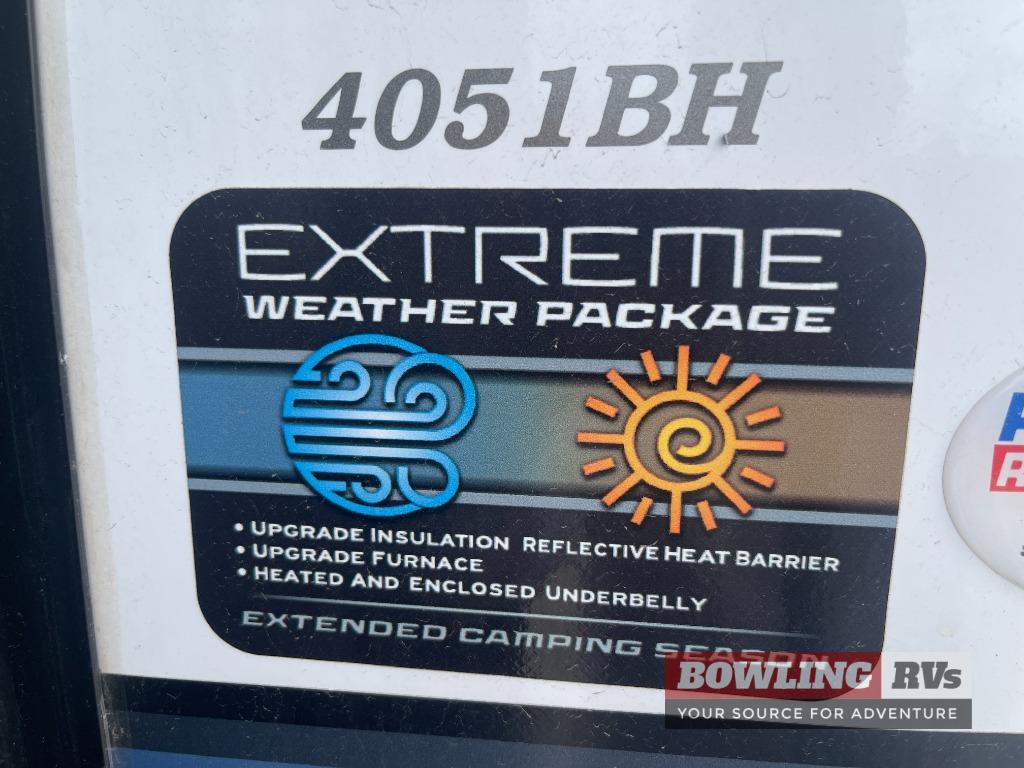 4051BH
EXTREME
WEATHER PACKAGE
• UPGRADE INSULATION REFLECTIVE HEAT BARRIER
• UPGRADE FURNACE
• HEATED AND ENCLOSED UNDERBELLY
EXTENDED CAMPING SEASON
BOWLING RVs
YOUR SOURCE FOR ADVENTURE